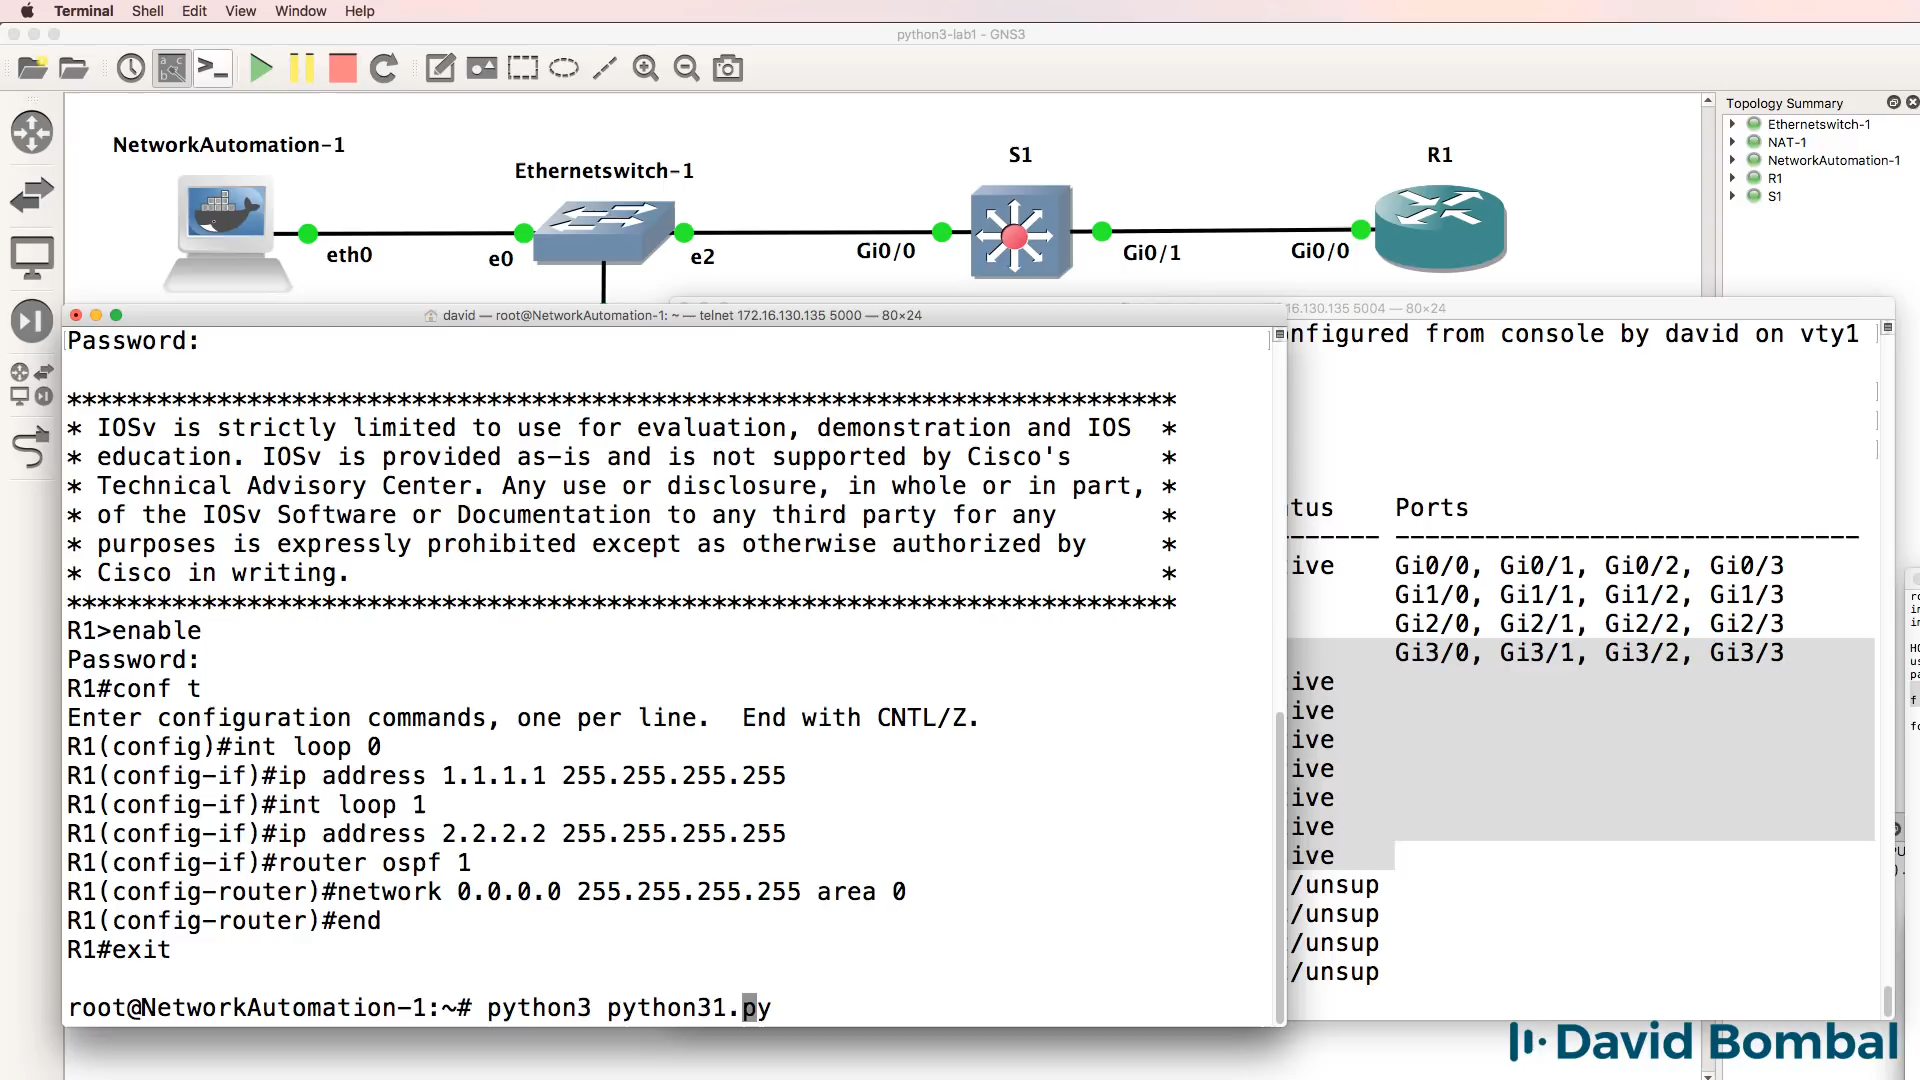 Terminal Shell Edit View Window Help
python3-lab1 - GNS3
Topology Summary
Ethernetswitch-1
NAT-1
NetworkAutomation-1
R1
S1
NetworkAutomation-1
Ethernetswitch-1
S1
R1
eth0
e0
e2
Gi0/0
Gi0/1
Gi0/0
david — root@NetworkAutomation-1: ~ — telnet 172.16.130.135 5000 — 80×24
Password:
**************************************************************************
* IOSv is strictly limited to use for evaluation, demonstration and IOS  *
* education. IOSv is provided as-is and is not supported by Cisco's      *
* Technical Advisory Center. Any use or disclosure, in whole or in part, *
* of the IOSv Software or Documentation to any third party for any       *
* purposes is expressly prohibited except as otherwise authorized by     *
* Cisco in writing.                                                      *
**************************************************************************
R1>enable
Password:
R1#conf t
Enter configuration commands, one per line.  End with CNTL/Z.
R1(config)#int loop 0
R1(config-if)#ip address 1.1.1.1 255.255.255.255
R1(config-if)#int loop 1
R1(config-if)#ip address 2.2.2.2 255.255.255.255
R1(config-if)#router ospf 1
R1(config-router)#network 0.0.0.0 255.255.255.255 area 0
R1(config-router)#end
R1#exit
root@NetworkAutomation-1:~# python3 python31.py
16.130.135 5004 — 80×24
nfigured from console by david on vty1
tus    Ports
------ -------------------------------
ive    Gi0/0, Gi0/1, Gi0/2, Gi0/3
Gi1/0, Gi1/1, Gi1/2, Gi1/3
Gi2/0, Gi2/1, Gi2/2, Gi2/3
Gi3/0, Gi3/1, Gi3/2, Gi3/3
ive
ive
ive
ive
ive
ive
ive
/unsup
/unsup
/unsup
/unsup
David Bombal